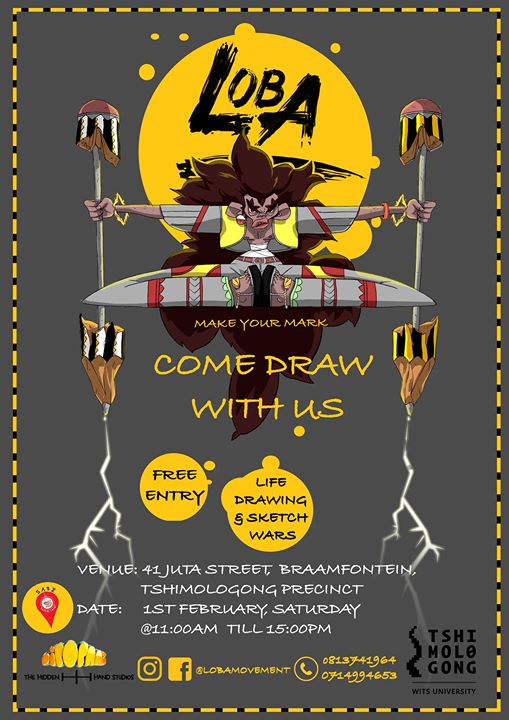 LOBA
MAKE YOUR MARK
COME DRAW
WITH US
FREE
ENTRY
LIFE
DRAWING
& SKETCH
WARS
VENUE: 41 JUTA STREET, BRAAMFONTEIN,
TSHIMOLOGONG PRECINCT
DATE: 1ST FEBRUARY, SATURDAY
@11:00AM TILL 15:00PM
THE HIDDEN HAND STUDIOS
@LOBAMOVEMENT
0813741964
0714994653
TSHI
MOLO
GONG
WITS UNIVERSITY